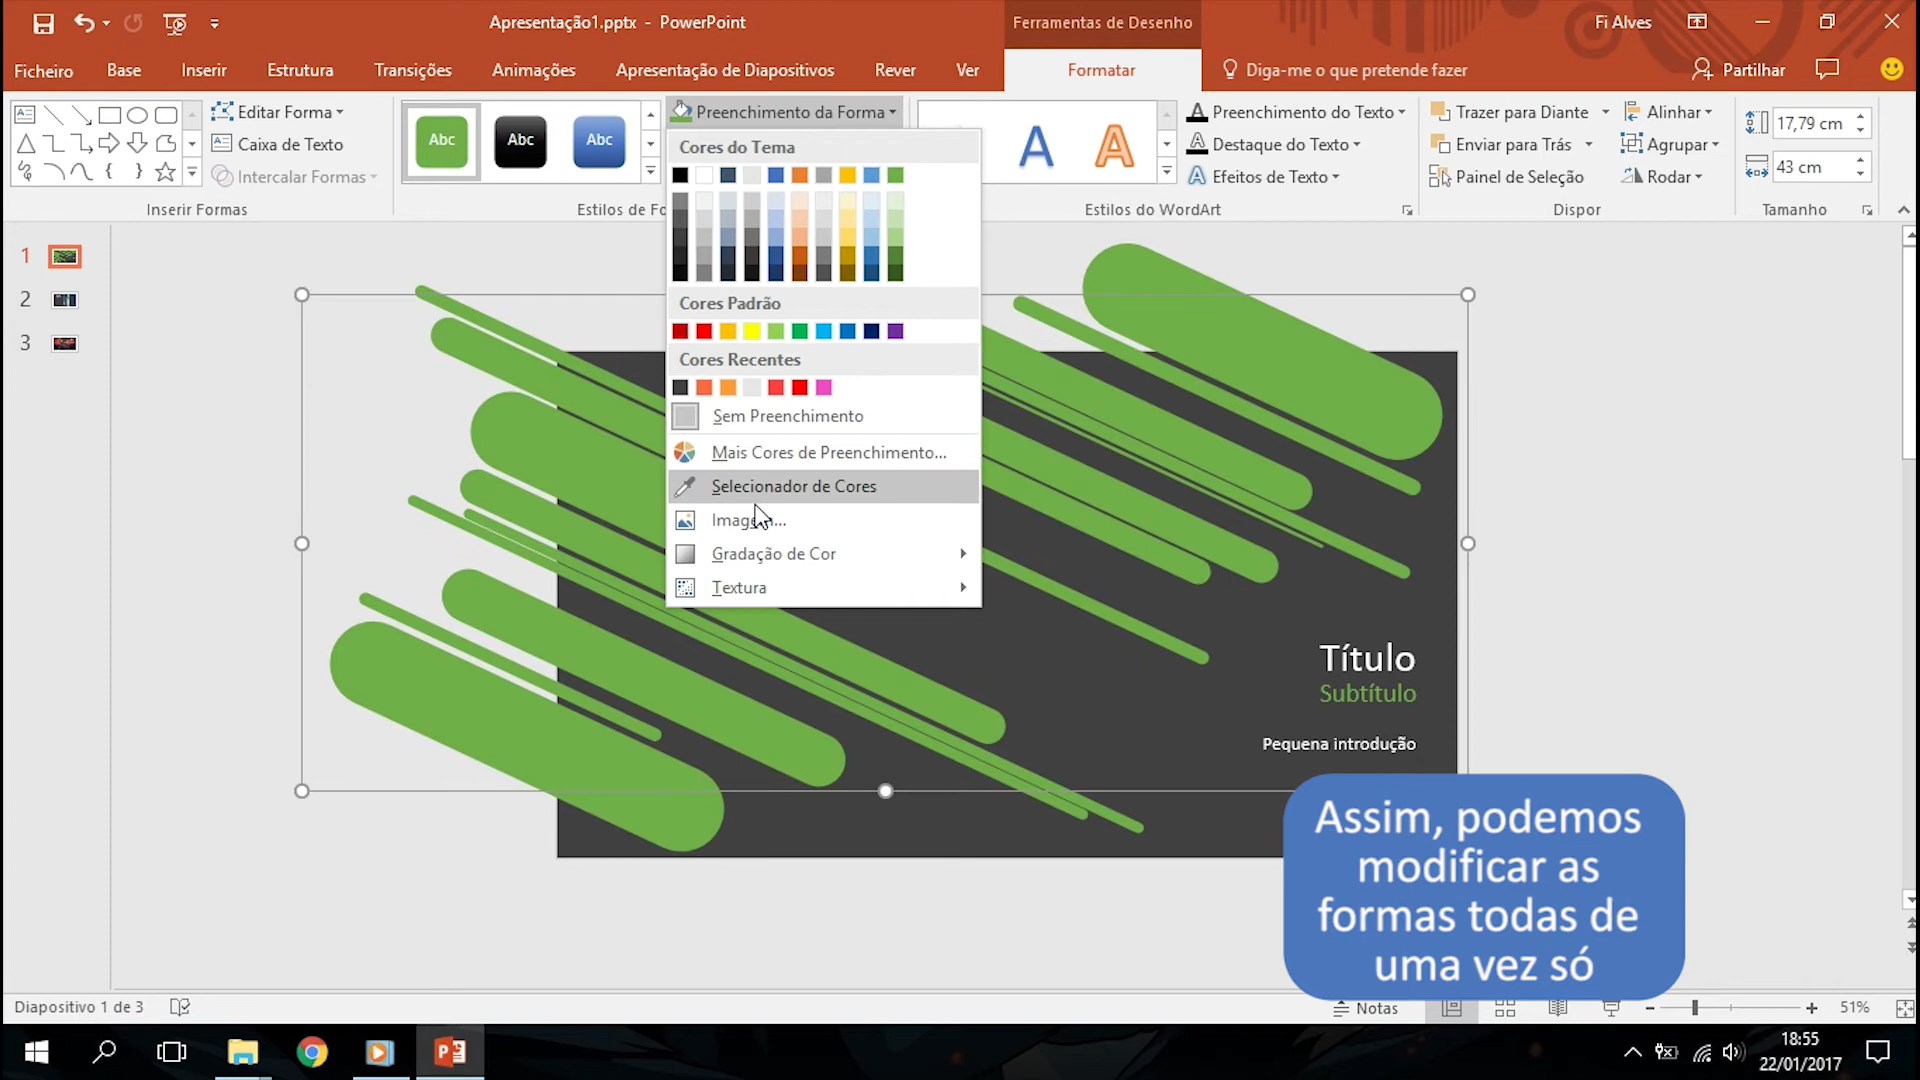 Apresentação1.pptx - PowerPoint
Ferramentas de Desenho
Fi Alves
Ficheiro
Base
Inserir
Estrutura
Transições
Animações
Apresentação de Diapositivos
Rever
Ver
Formatar
Diga-me o que pretende fazer
Partilhar
Editar Forma
Caixa de Texto
Intercalar Formas
Inserir Formas
Abc
Abc
Abc
Estilos de Fo
Preenchimento da Forma
A
A
Estilos do WordArt
Preenchimento do Texto
Destaque do Texto
Efeitos de Texto
Trazer para Diante
Enviar para Trás
Painel de Seleção
Alinhar
Agrupar
Rodar
Dispor
17,79 cm
43 cm
Tamanho
Cores do Tema
Cores Padrão
Cores Recentes
Sem Preenchimento
Mais Cores de Preenchimento...
Selecionador de Cores
Imagem...
Gradação de Cor
Textura
1
2
3
Título
Subtítulo
Pequena introdução
Assim, podemos
modificar as
formas todas de
uma vez só
Diapositivo 1 de 3
Notas
51%
18:55
22/01/2017